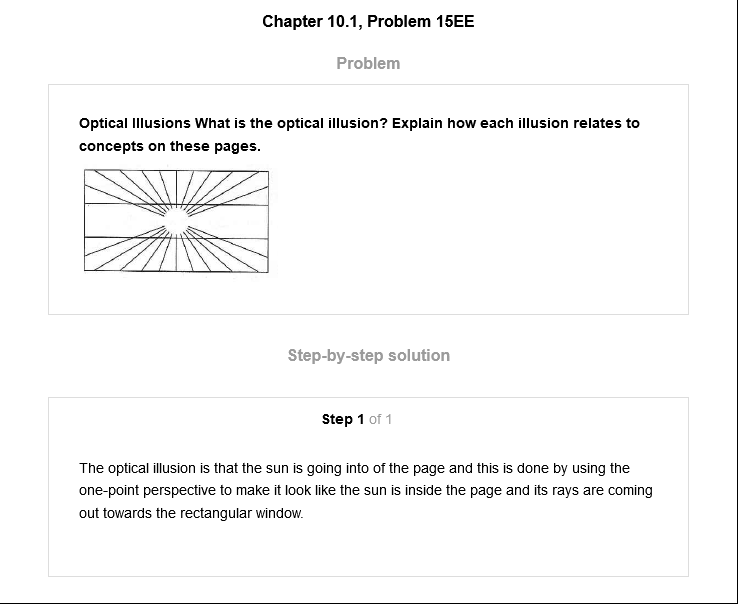 Chapter 10.1, Problem 15EE
Problem
Optical Illusions What is the optical illusion? Explain how each illusion relates to
concepts on these pages.
Step-by-step solution
Step 1 of 1
The optical illusion is that the sun is going into of the page and this is done by using the
one-point perspective to make it look like the sun is inside the page and its rays are coming
out towards the rectangular window.